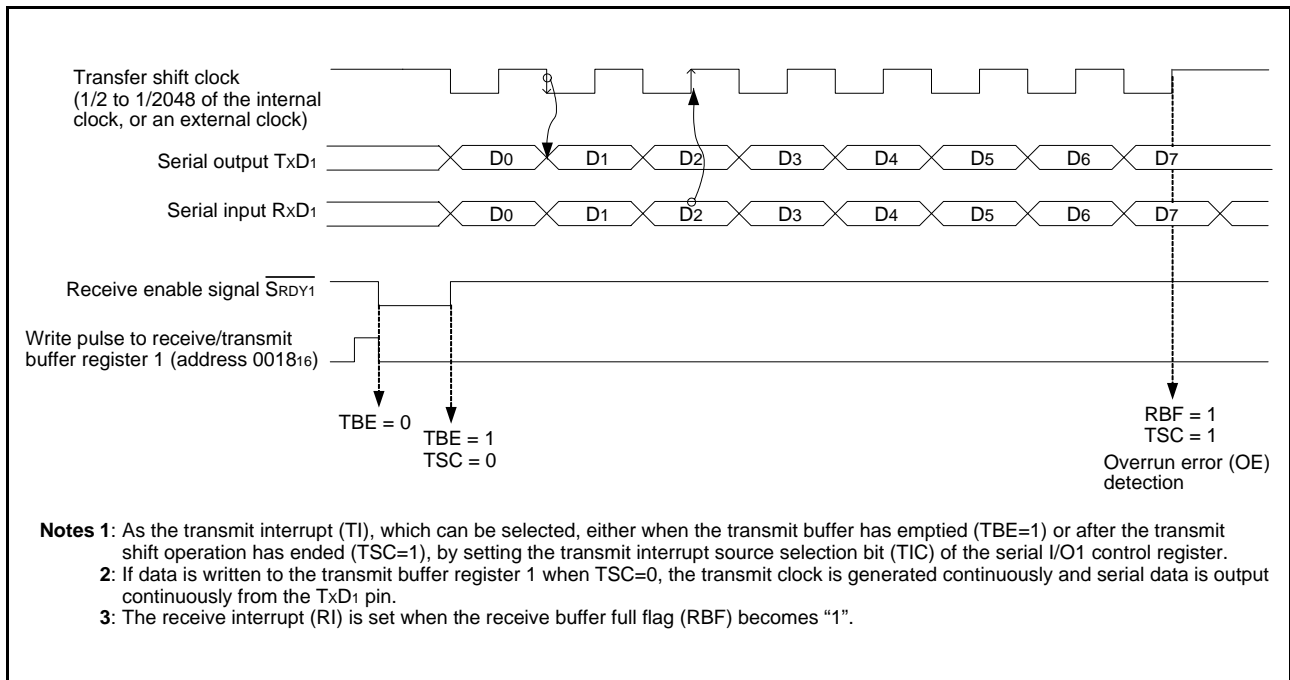 Transfer shift clock
(1/2 to 1/2048 of the internal
clock, or an external clock)
Serial output TxD1
D0 D1 D2 D3 D4 D5 D6 D7
Serial input RxD1
D0 D1 D2 D3 D4 D5 D6 D7
Receive enable signal SRDY1
Write pulse to receive/transmit
buffer register 1 (address 001816)
TBE = 0
TBE = 1
TSC = 0
RBF = 1
TSC = 1
Overrun error (OE)
detection
Notes 1: As the transmit interrupt (TI), which can be selected, either when the transmit buffer has emptied (TBE=1) or after the transmit
shift operation has ended (TSC=1), by setting the transmit interrupt source selection bit (TIC) of the serial I/O1 control register.
2: If data is written to the transmit buffer register 1 when TSC=0, the transmit clock is generated continuously and serial data is output
continuously from the TxD1 pin.
3: The receive interrupt (RI) is set when the receive buffer full flag (RBF) becomes “1”.